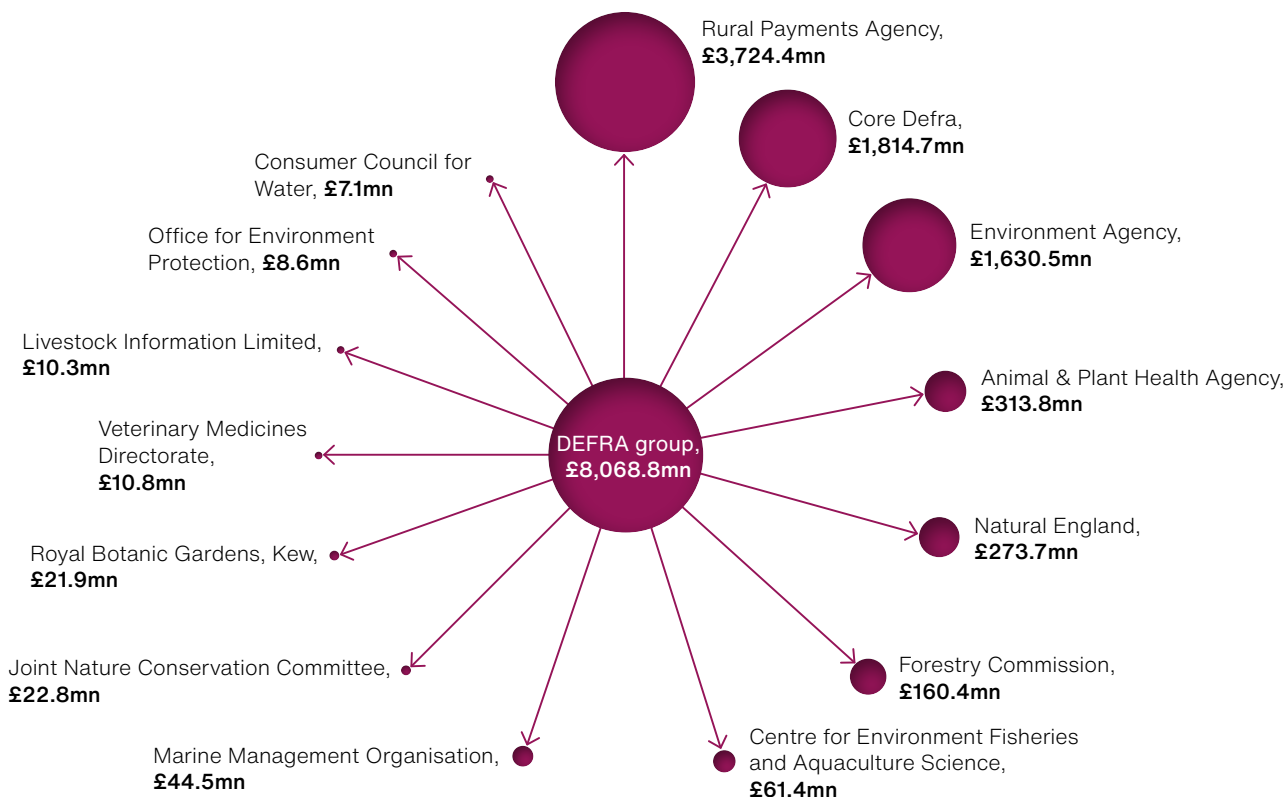 Rural Payments Agency,
£3,724.4mn
Core Defra,
£1,814.7mn
Environment Agency,
£1,630.5mn
Animal & Plant Health Agency,
£313.8mn
Natural England,
£273.7mn
Forestry Commission,
£160.4mn
Centre for Environment Fisheries
and Aquaculture Science,
£61.4mn
Marine Management Organisation,
£44.5mn
Joint Nature Conservation Committee,
£22.8mn
Royal Botanic Gardens, Kew,
£21.9mn
Veterinary Medicines
Directorate,
£10.8mn
Livestock Information Limited,
£10.3mn
Office for Environment
Protection, £8.6mn
Consumer Council for
Water, £7.1mn
DEFRA group,
£8,068.8mn